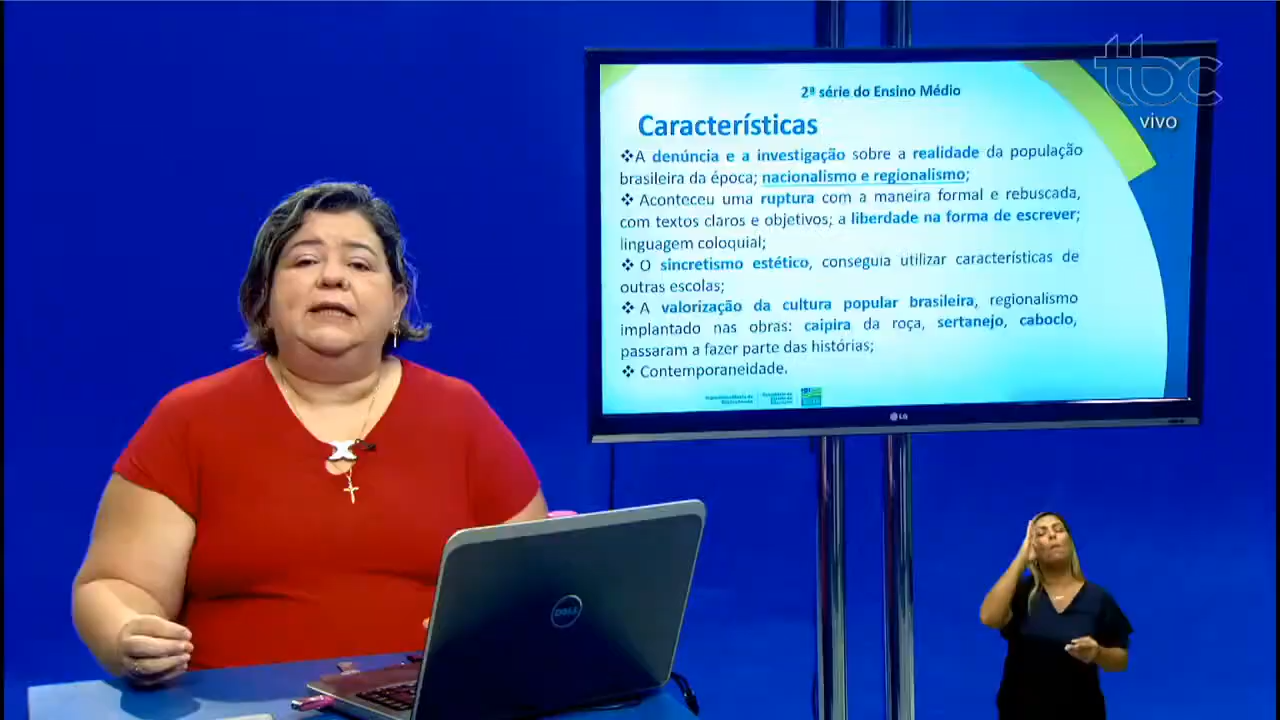 tbc
vivo
2ª série do Ensino Médio
Características
❖A denúncia e a investigação sobre a realidade da população
brasileira da época; nacionalismo e regionalismo;
❖ Aconteceu uma ruptura com a maneira formal e rebuscada,
com textos claros e objetivos; a liberdade na forma de escrever;
linguagem coloquial;
❖ O sincretismo estético, conseguia utilizar características de
outras escolas;
❖ A valorização da cultura popular brasileira, regionalismo
implantado nas obras: caipira da roça, sertanejo, caboclo,
passaram a fazer parte das histórias;
❖ Contemporaneidade.
LG
DELL